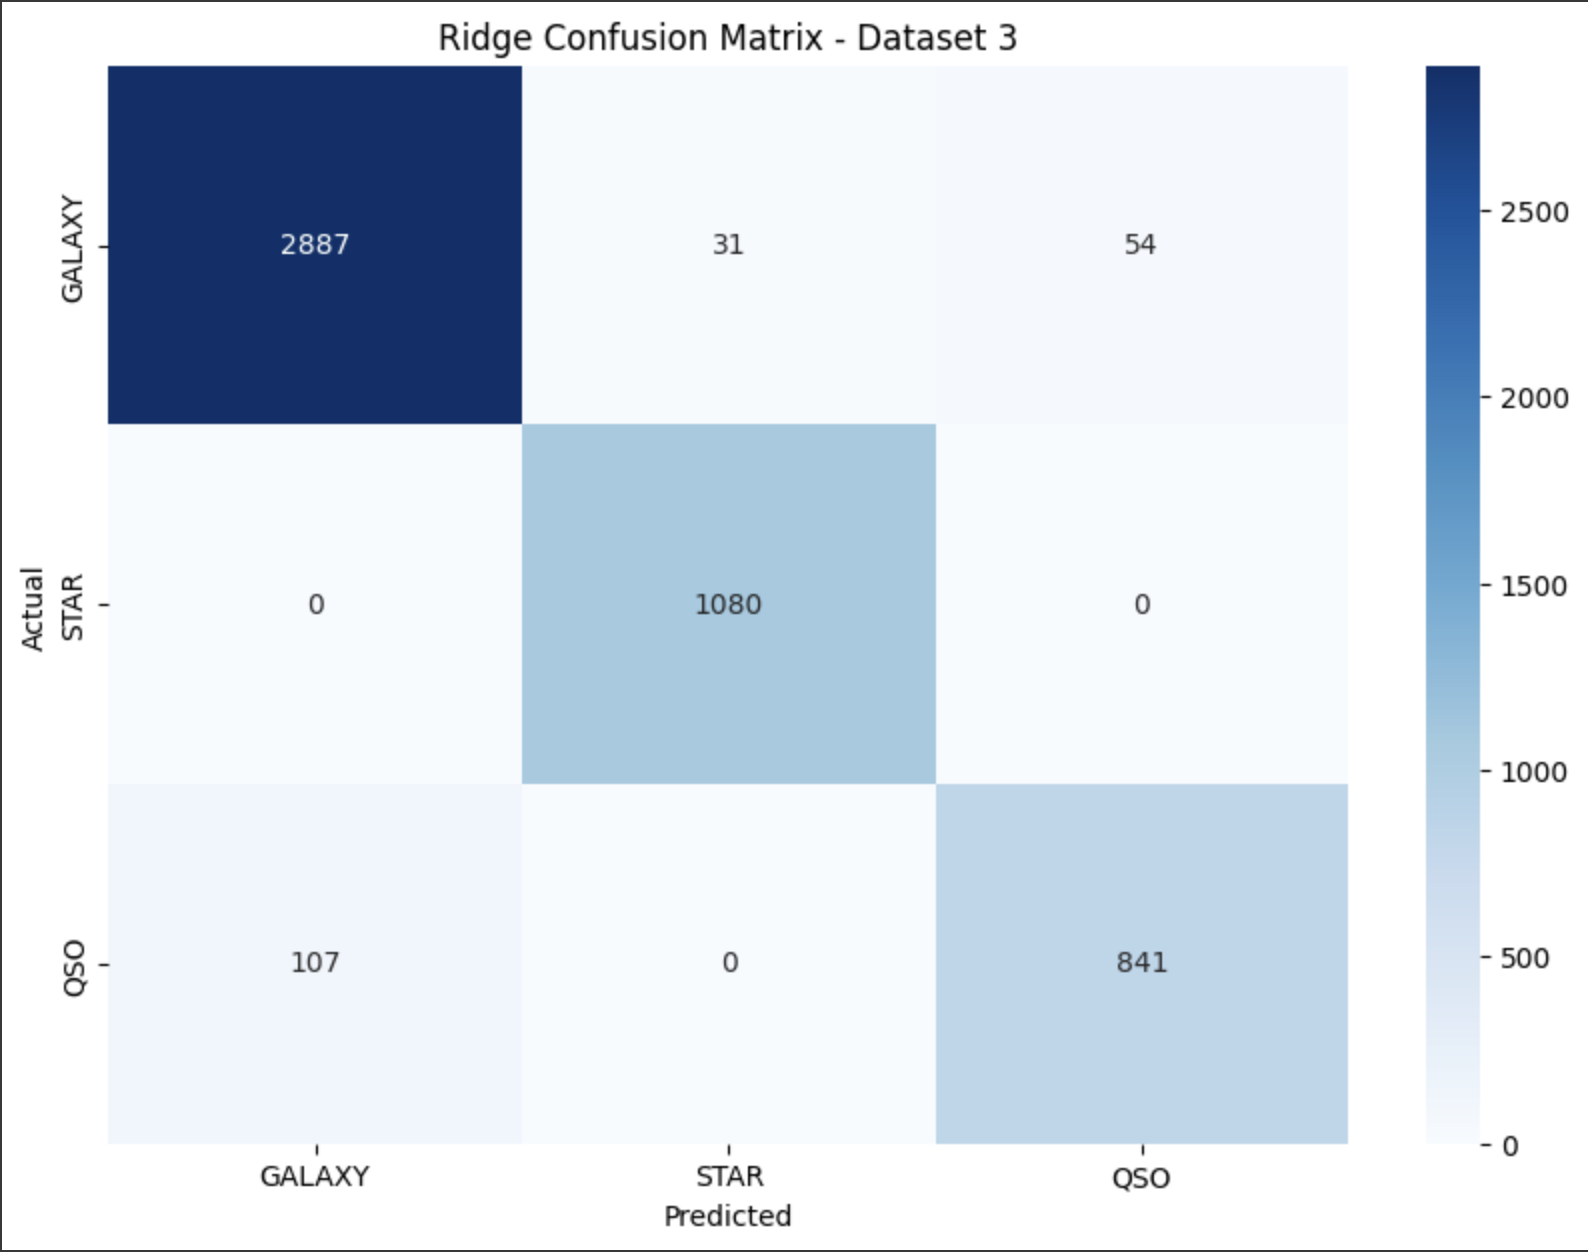 Ridge Confusion Matrix - Dataset 3
Actual
GALAXY
2887 31 54
STAR
0 1080 0
QSO
107 0 841
GALAXY STAR QSO
Predicted
2500
2000
1500
1000
500
0